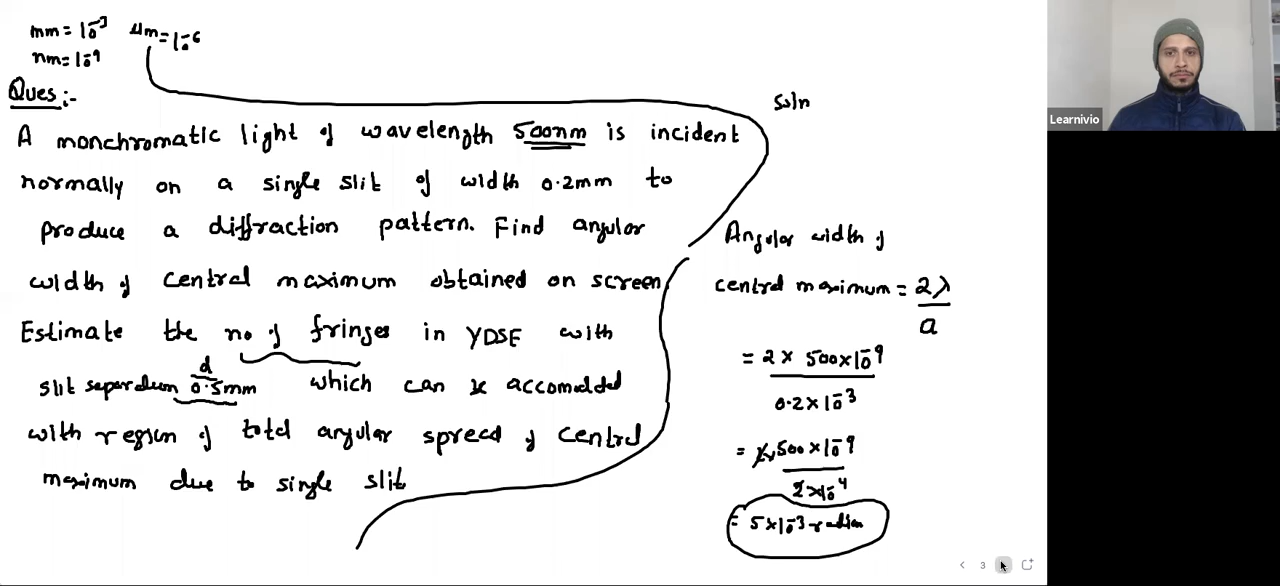 mm = 10⁻³ μm = 10⁻⁶
nm = 10⁻⁹
Ques :-
A monchromatic light of wavelength 500nm is incident
normally on a single slit of width 0.2mm to
produce a diffraction pattern. Find angular
width of central maximum obtained on screen
Estimate the no of fringes in YDSE with
d
slit seperation 0.5mm which can be accomodded
with region of total angular spread of central
maximum due to single slit
Soln
Angular width of
central maximum = 2λ/a
= 2 × 500×10⁻⁹
0.2×10⁻³
= 2×500×10⁻⁹
2×10⁻⁴
= 5×10⁻³ radian
Learnivio
3